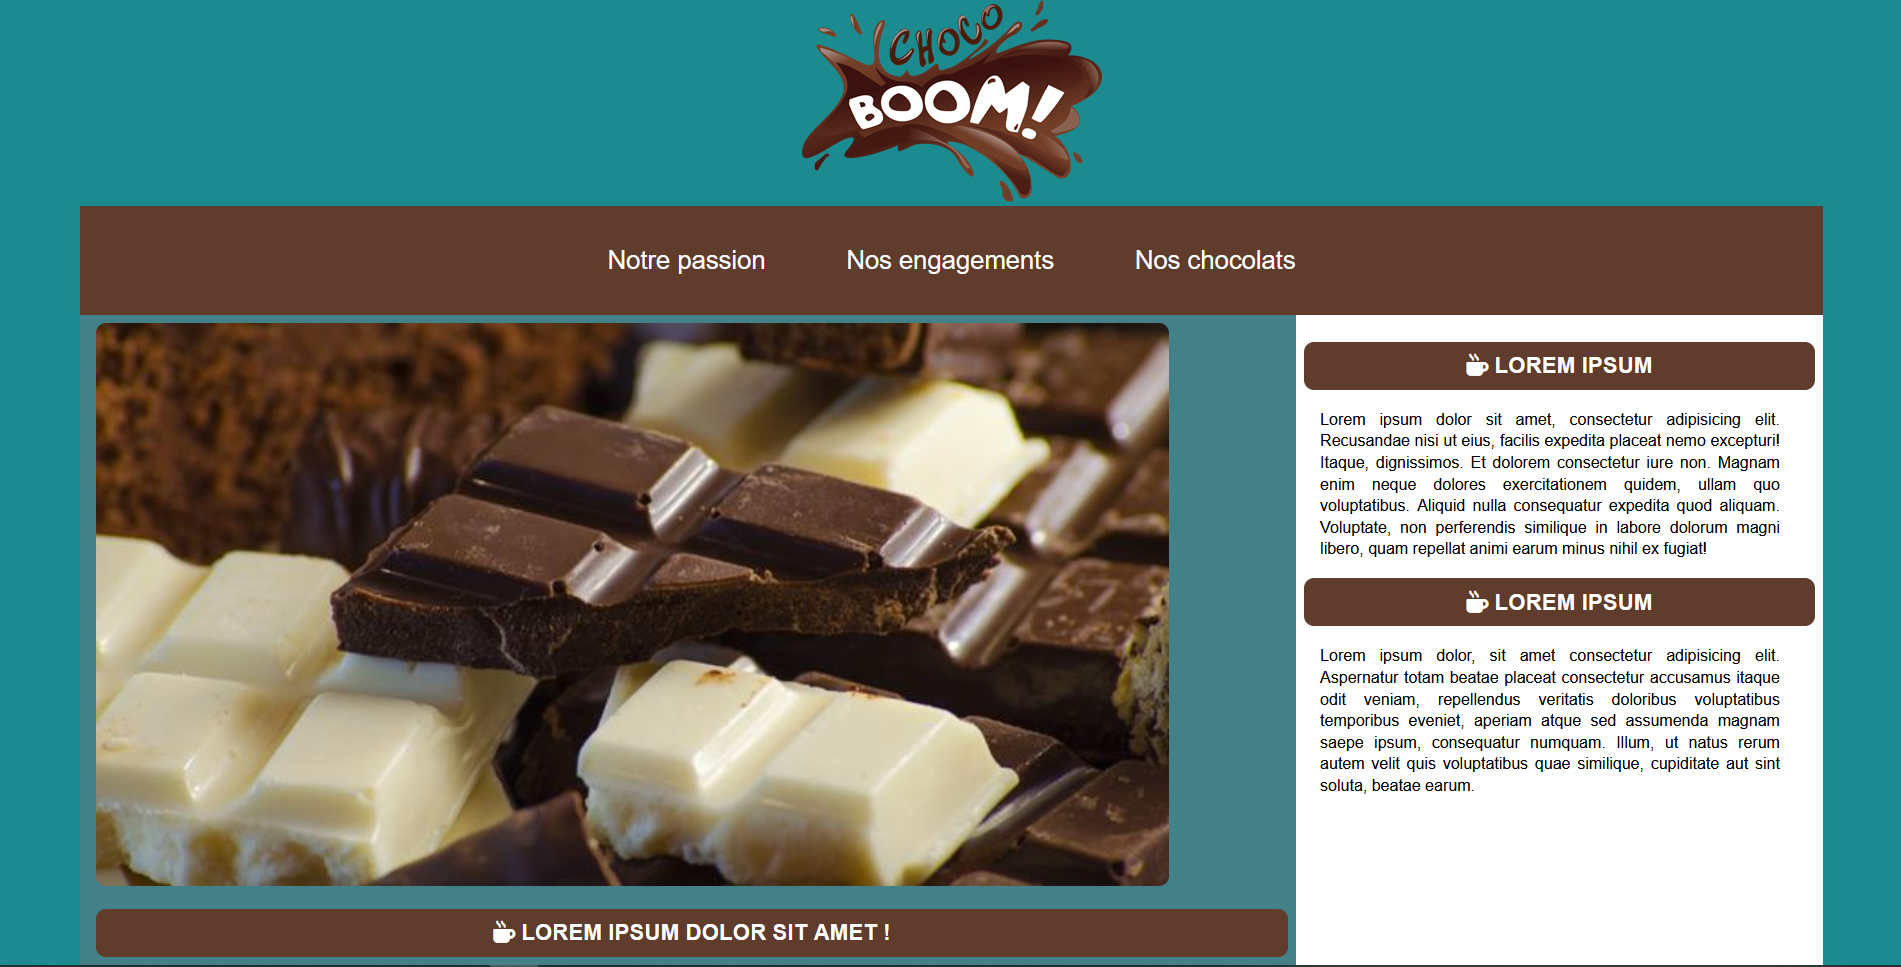 CHOCO
BOOM!
Notre passion Nos engagements Nos chocolats
LOREM IPSUM
Lorem ipsum dolor sit amet, consectetur adipisicing elit.
Recusandae nisi ut eius, facilis expedita placeat nemo excepturi!
Itaque, dignissimos. Et dolorem consectetur iure non. Magnam
enim neque dolores exercitationem quidem, ullam quo
voluptatibus. Aliquid nulla consequatur expedita quod aliquam.
Voluptate, non perferendis similique in labore dolorum magni
libero, quam repellat animi earum minus nihil ex fugiat!
LOREM IPSUM
Lorem ipsum dolor, sit amet consectetur adipisicing elit.
Aspernatur totam beatae placeat consectetur accusamus itaque
odit veniam, repellendus veritatis doloribus voluptatibus
temporibus eveniet, aperiam atque sed assumenda magnam
saepe ipsum, consequatur numquam. Illum, ut natus rerum
autem velit quis voluptatibus quae similique, cupiditate aut sint
soluta, beatae earum.
LOREM IPSUM DOLOR SIT AMET !